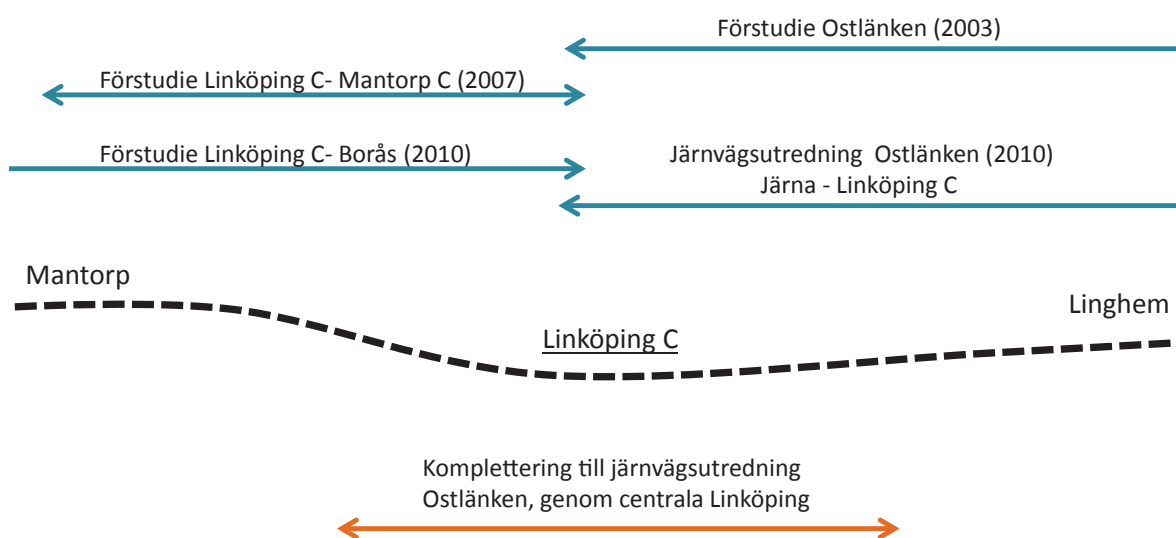 Förstudie Ostlänken (2003)
Förstudie Linköping C- Mantorp C (2007)
Förstudie Linköping C- Borås (2010)
Järnvägsutredning Ostlänken (2010)
Järna - Linköping C
Mantorp
Linghem
Linköping C
Komplettering till järnvägsutredning
Ostlänken, genom centrala Linköping